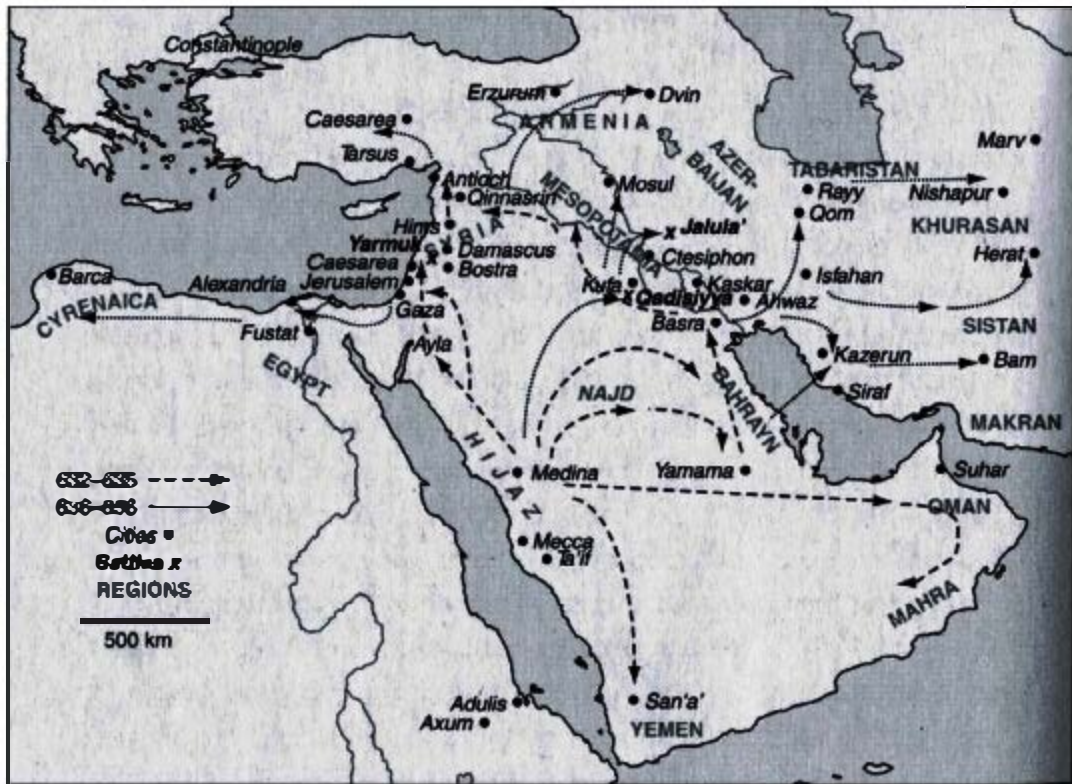 Constantinople
Erzurum
Dvin
Caesarea
ARMENIA
Marv
Tarsus
AZER-
BAIJAN
TABARISTAN
Antioch
Mosul
Rayy
Nishapur
Qinnasrin
MESOPOTAMIA
Qom
KHURASAN
Hims
SYRIA
Jalula'
Yarmuk
Damascus
Herat
Ctesiphon
Barca
Caesarea
Bostra
Isfahan
Alexandria
Jerusalem
Kufa
Kaskar
CYRENAICA
Gaza
Qadisiyya
Ahwaz
Fustat
Basra
SISTAN
Ayla
Kazerun
Bam
EGYPT
NAJD
BAHRAYN
Siraf
MAKRAN
HIJAZ
Medina
Yamama
Suhar
OMAN
Cities
Mecca
Ta'if
REGIONS
MAHRA
500 km
Adulis
San'a'
Axum
YEMEN